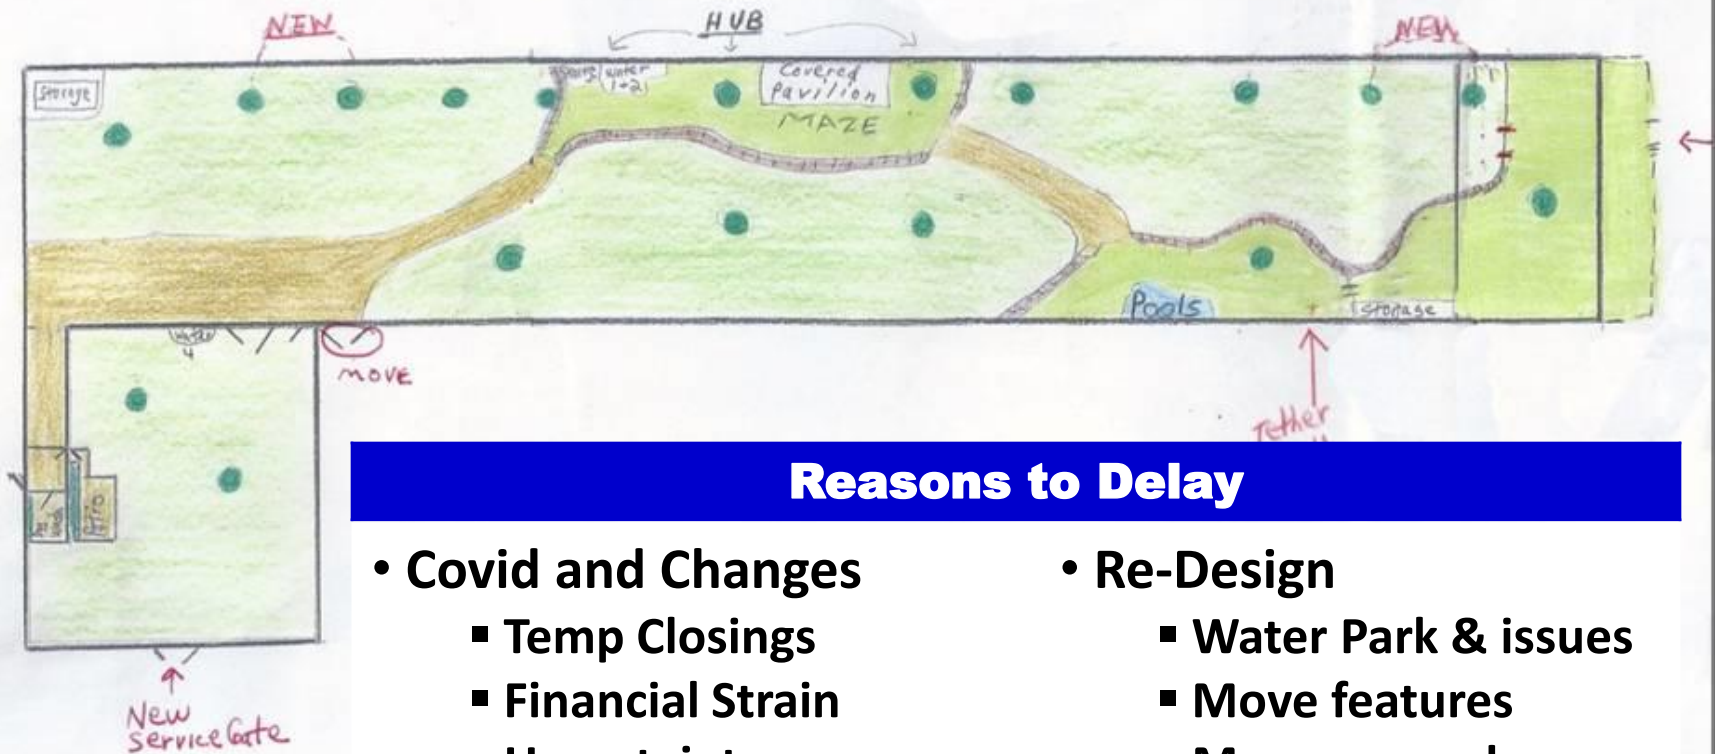 NEW
HUB
NEW
Storage
water
1+2
Covered
Pavilion
MAZE
Pools
storage
water
4
MOVE
Tether
Patio
New
Service Gate
Reasons to Delay
• Covid and Changes
▪ Temp Closings
▪ Financial Strain
• Re-Design
▪ Water Park & issues
▪ Move features